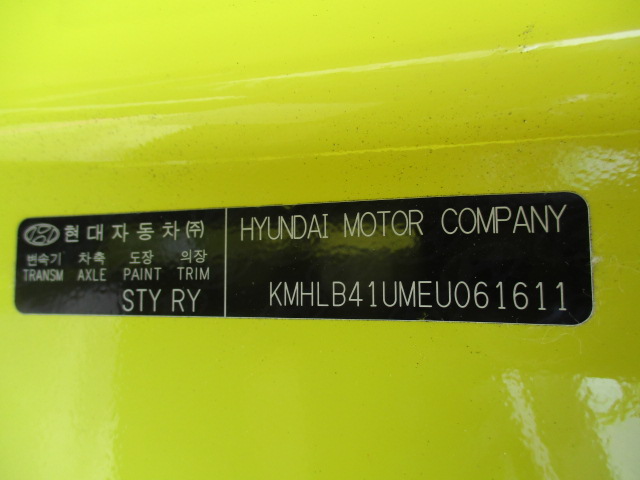 현대자동차㈜
변속기 차축 도장 의장
TRANSM AXLE PAINT TRIM
STY RY
HYUNDAI MOTOR COMPANY
KMHLB41UMEU061611